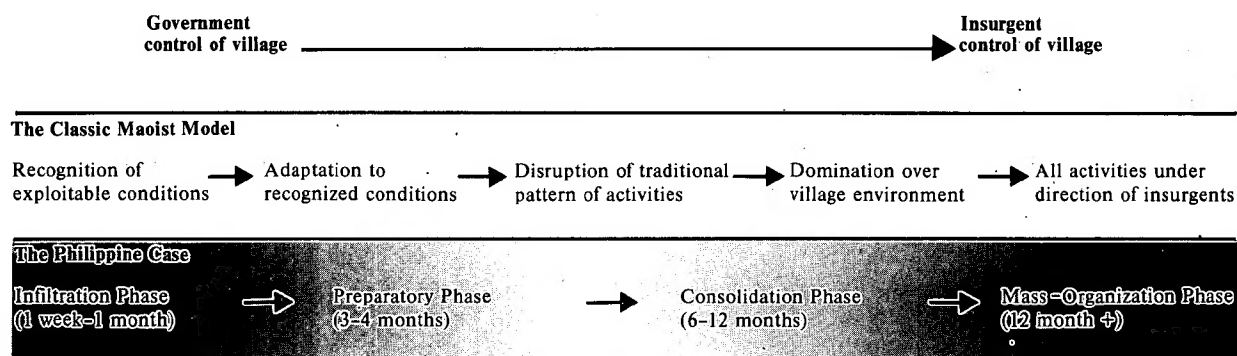 Government
control of village
Insurgent
control of village
The Classic Maoist Model
Recognition of
exploitable conditions
Adaptation to
recognized conditions
Disruption of traditional
pattern of activities
Domination over
village environment
All activities under
direction of insurgents
The Philippine Case
Infiltration Phase
(1 week-1 month)
Preparatory Phase
(3-4 months)
Consolidation Phase
(6-12 months)
Mass-Organization Phase
(12 month +)